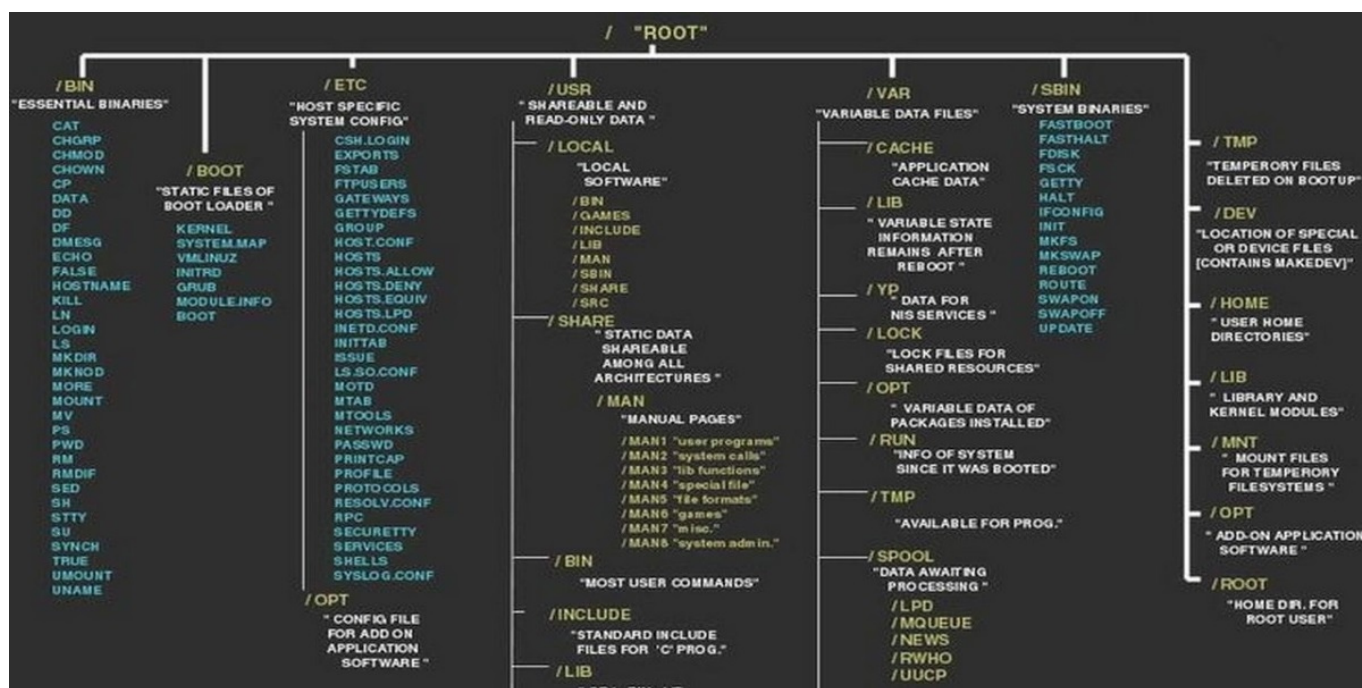 / "ROOT"
/BIN
"ESSENTIAL BINARIES"
CAT
CHGRP
CHMOD
CHOWN
CP
DATA
DD
DF
DMESG
ECHO
FALSE
HOSTNAME
KILL
LN
LOGIN
LS
MKDIR
MKNOD
MORE
MOUNT
MV
PS
PWD
RM
RMDIF
SED
SH
STTY
SU
SYNCH
TRUE
UMOUNT
UNAME
/BOOT
"STATIC FILES OF
BOOT LOADER "
KERNEL
SYSTEM.MAP
VMLINUZ
INITRD
GRUB
MODULE.INFO
BOOT
/ETC
"HOST SPECIFIC
SYSTEM CONFIG"
CSH.LOGIN
EXPORTS
FSTAB
FTPUSERS
GATEWAYS
GETTYDEFS
GROUP
HOST.CONF
HOSTS
HOSTS.ALLOW
HOSTS.DENY
HOSTS.EQUIV
HOSTS.LPD
INETD.CONF
INITTAB
ISSUE
LS.SO.CONF
MOTD
MTAB
MTOOLS
NETWORKS
PASSWD
PRINTCAP
PROFILE
PROTOCOLS
RESOLV.CONF
RPC
SECURETTY
SERVICES
SHELLS
SYSLOG.CONF
/OPT
" CONFIG FILE
FOR ADD ON
APPLICATION
SOFTWARE "
/USR
" SHAREABLE AND
READ-ONLY DATA "
/LOCAL
"LOCAL
SOFTWARE"
/BIN
/GAMES
/INCLUDE
/LIB
/MAN
/SBIN
/SHARE
/SRC
/SHARE
" STATIC DATA
SHAREABLE
AMONG ALL
ARCHITECTURES "
/MAN
"MANUAL PAGES"
/MAN1 "user programs"
/MAN2 "system calls"
/MAN3 "lib functions"
/MAN4 "special file"
/MAN5 "file formats"
/MAN6 "games"
/MAN7 "misc."
/MAN8 "system admin."
/BIN
"MOST USER COMMANDS"
/INCLUDE
"STANDARD INCLUDE
FILES FOR 'C' PROG."
/LIB
/VAR
"VARIABLE DATA FILES"
/CACHE
"APPLICATION
CACHE DATA"
/LIB
" VARIABLE STATE
INFORMATION
REMAINS AFTER
REBOOT "
/YP
" DATA FOR
NIS SERVICES "
/LOCK
"LOCK FILES FOR
SHARED RESOURCES"
/OPT
" VARIABLE DATA OF
PACKAGES INSTALLED"
/RUN
"INFO OF SYSTEM
SINCE IT WAS BOOTED"
/TMP
"AVAILABLE FOR PROG."
/SPOOL
"DATA AWAITING
PROCESSING "
/LPD
/MQUEUE
/NEWS
/RWHO
/UUCP
/SBIN
"SYSTEM BINARIES"
FASTBOOT
FASTHALT
FDISK
FSCK
GETTY
HALT
IFCONFIG
INIT
MKFS
MKSWAP
REBOOT
ROUTE
SWAPON
SWAPOFF
UPDATE
/TMP
"TEMPERORY FILES
DELETED ON BOOTUP"
/DEV
"LOCATION OF SPECIAL
OR DEVICE FILES
[CONTAINS MAKEDEV]"
/HOME
" USER HOME
DIRECTORIES"
/LIB
" LIBRARY AND
KERNEL MODULES"
/MNT
" MOUNT FILES
FOR TEMPERORY
FILESYSTEMS "
/OPT
" ADD-ON APPLICATION
SOFTWARE "
/ROOT
"HOME DIR. FOR
ROOT USER"